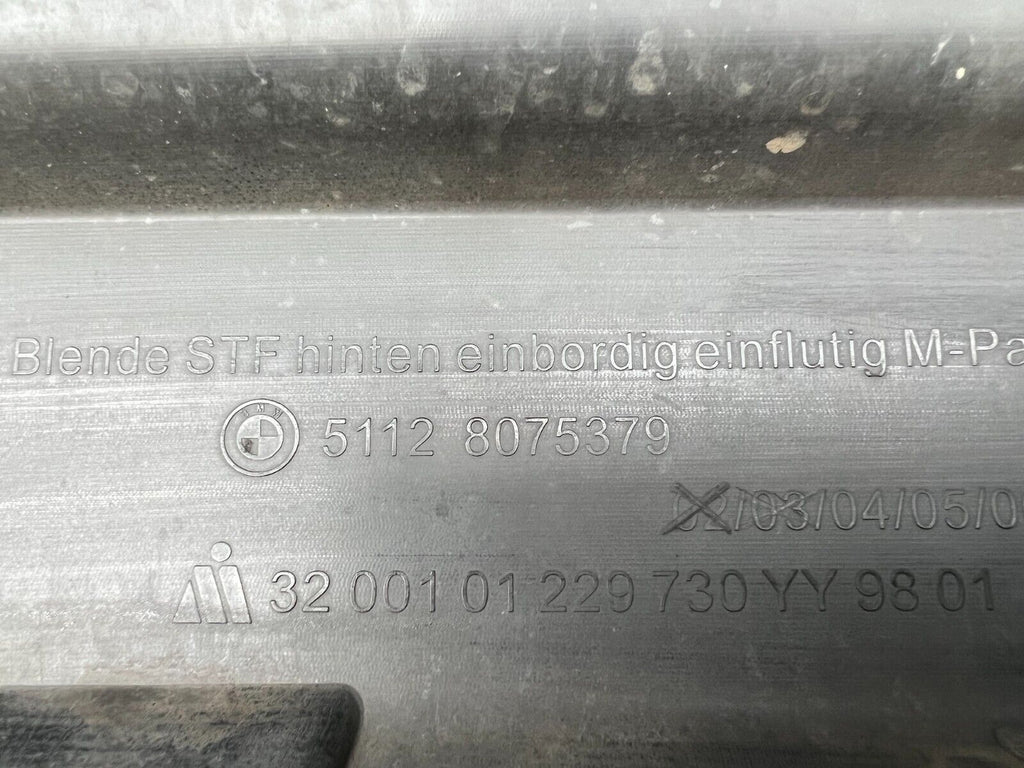 Blende STF hinten einbordig einflutig M-Pa
BMW 5112 8075379
02/03/04/05/0
32 001 01 229 730 YY 98 01